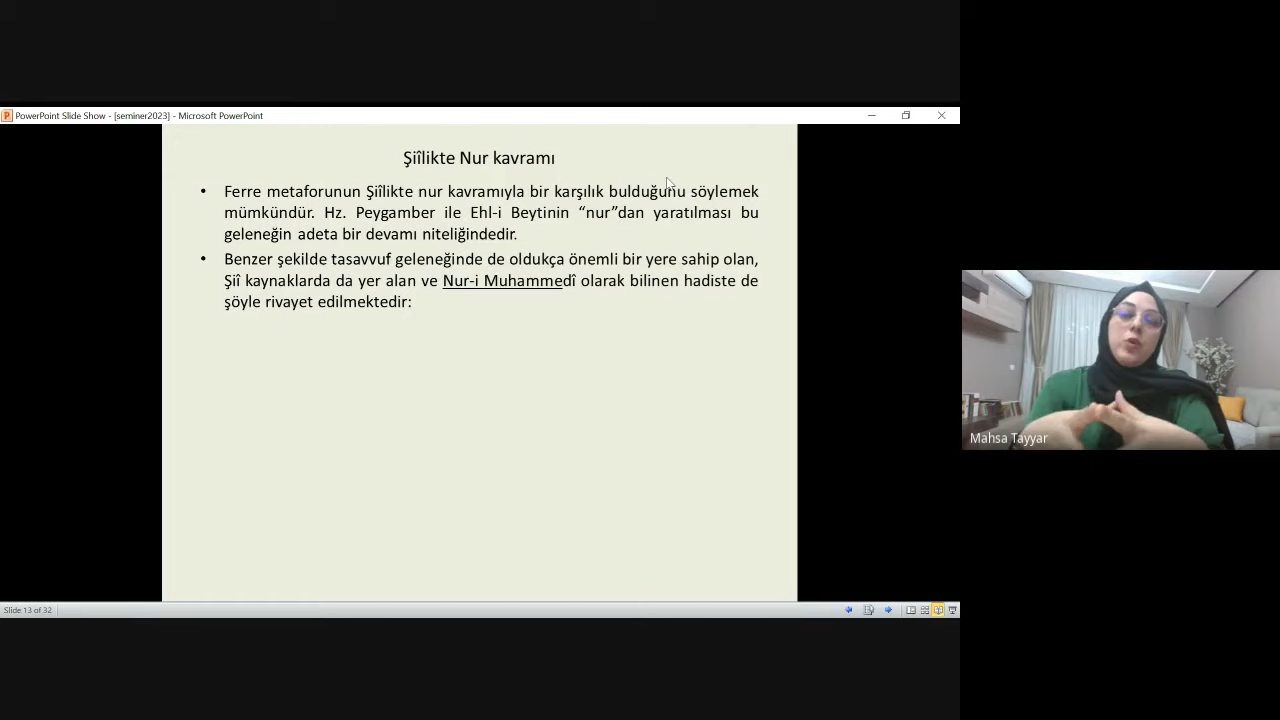 PowerPoint Slide Show - [seminer2023] - Microsoft PowerPoint
Şiîlikte Nur kavramı
• Ferre metaforunun Şiîlikte nur kavramıyla bir karşılık bulduğunu söylemek
mümkündür. Hz. Peygamber ile Ehl-i Beytinin “nur”dan yaratılması bu
geleneğin adeta bir devamı niteliğindedir.
• Benzer şekilde tasavvuf geleneğinde de oldukça önemli bir yere sahip olan,
Şiî kaynaklarda da yer alan ve Nur-i Muhammedî olarak bilinen hadiste de
şöyle rivayet edilmektedir:
Mahsa Tayyar
Slide 13 of 32